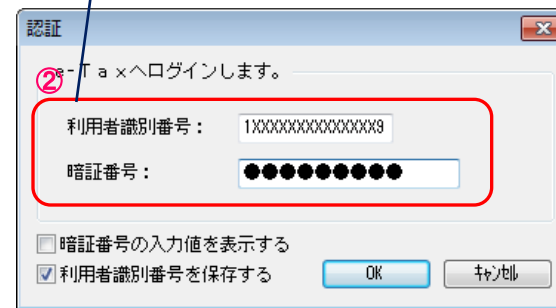 認証
②
e-Taxへログインします。
利用者識別番号： 1XXXXXXXXXXXXXX9
暗証番号： ●●●●●●●●●
暗証番号の入力値を表示する
利用者識別番号を保存する OK ｷｬﾝｾﾙ